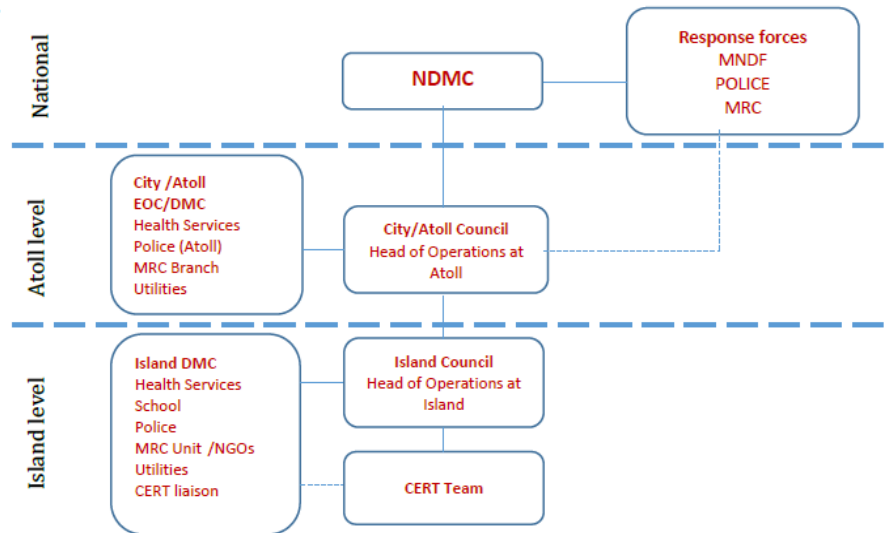 National
NDMC
Response forces
MNDF
POLICE
MRC
Atoll level
City /Atoll
EOC/DMC
Health Services
Police (Atoll)
MRC Branch
Utilities
City/Atoll Council
Head of Operations at
Atoll
Island level
Island DMC
Health Services
School
Police
MRC Unit /NGOs
Utilities
CERT liaison
Island Council
Head of Operations at
Island
CERT Team